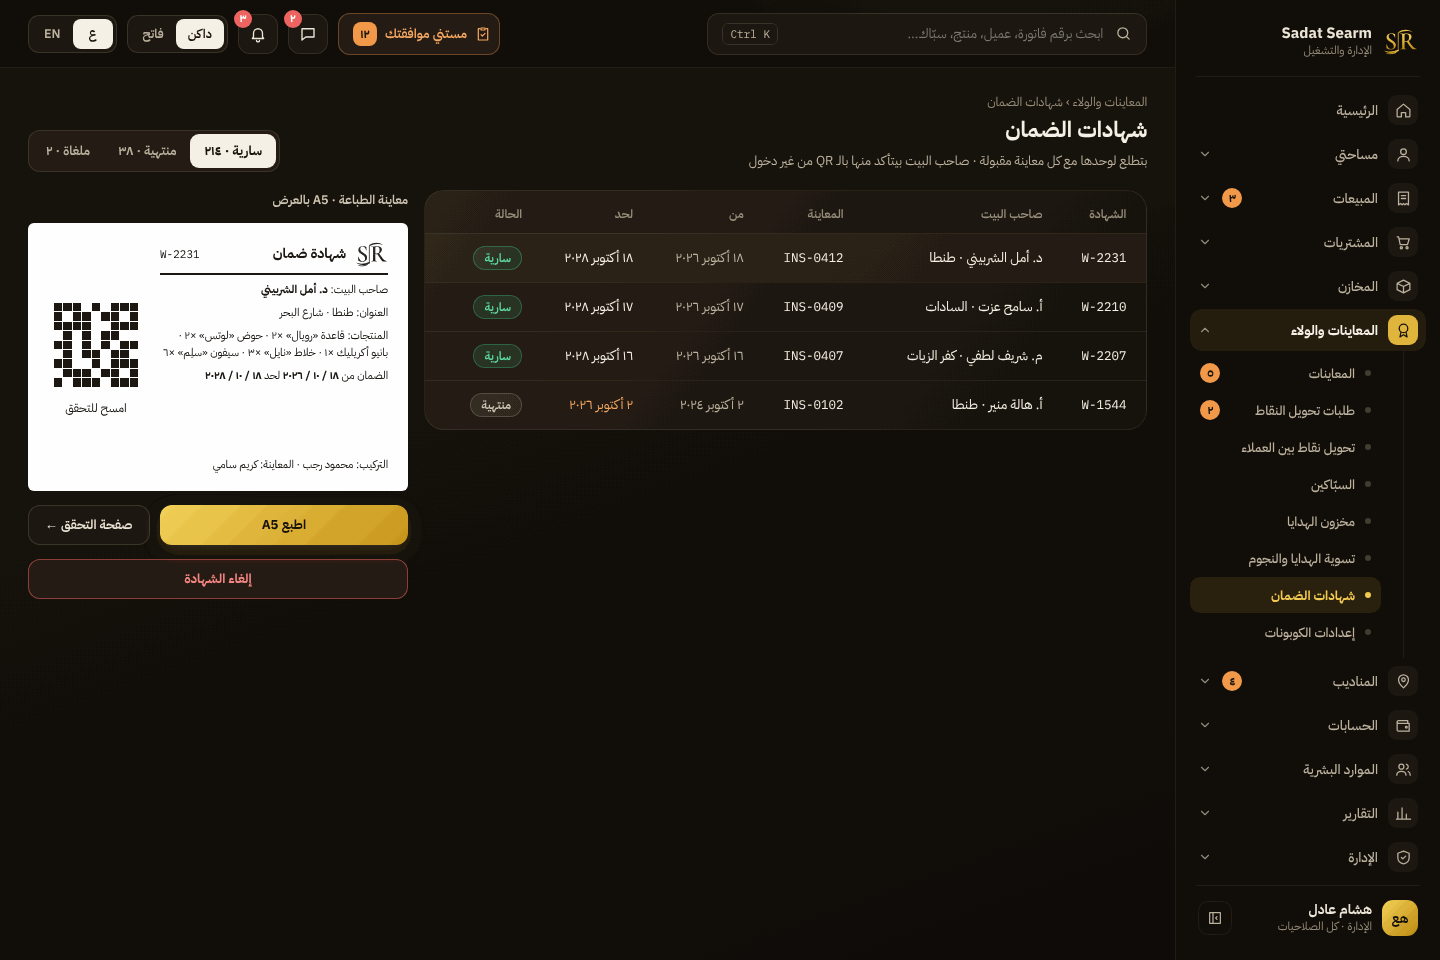 Sadat Searm
الإدارة والتشغيل
الرئيسية
مساحتي
المبيعات
٣
المشتريات
المخازن
المعاينات والولاء
المعاينات
٥
طلبات تحويل النقاط
٢
تحويل نقاط بين العملاء
السبّاكين
مخزون الهدايا
تسوية الهدايا والنجوم
شهادات الضمان
إعدادات الكوبونات
المناديب
٤
الحسابات
الموارد البشرية
التقارير
الإدارة
هع
هشام عادل
الإدارة · كل الصلاحيات
ابحث برقم فاتورة، عميل، منتج، سبّاك...
Ctrl K
مستني موافقتك
١٢
٢
٣
داكن
فاتح
ع
EN
المعاينات والولاء › شهادات الضمان
شهادات الضمان
بتطلع لوحدها مع كل معاينة مقبولة · صاحب البيت بيتأكد منها بالـ QR من غير دخول
سارية · ٢١٤
منتهية · ٣٨
ملغاة · ٢
الشهادة صاحب البيت المعاينة من لحد الحالة
W-2231 د. أمل الشربيني · طنطا INS-0412 ١٨ أكتوبر ٢٠٢٦ ١٨ أكتوبر ٢٠٢٨ سارية
W-2210 أ. سامح عزت · السادات INS-0409 ١٧ أكتوبر ٢٠٢٦ ١٧ أكتوبر ٢٠٢٨ سارية
W-2207 م. شريف لطفي · كفر الزيات INS-0407 ١٦ أكتوبر ٢٠٢٦ ١٦ أكتوبر ٢٠٢٨ سارية
W-1544 أ. هالة منير · طنطا INS-0102 ٢ أكتوبر ٢٠٢٤ ٢ أكتوبر ٢٠٢٦ منتهية
معاينة الطباعة · A5 بالعرض
SR شهادة ضمان W-2231
صاحب البيت: د. أمل الشربيني
العنوان: طنطا · شارع البحر
المنتجات: قاعدة «رويال» ×٢ · حوض «لوتس» ×٢ ·
بانيو أكريليك ×١ · خلاط «نايل» ×٣ · سيفون «سلِم» ×٦
الضمان من ١٨ / ١٠ / ٢٠٢٦ لحد ١٨ / ١٠ / ٢٠٢٨
امسح للتحقق
التركيب: محمود رجب · المعاينة: كريم سامي
اطبع A5
صفحة التحقق ←
إلغاء الشهادة